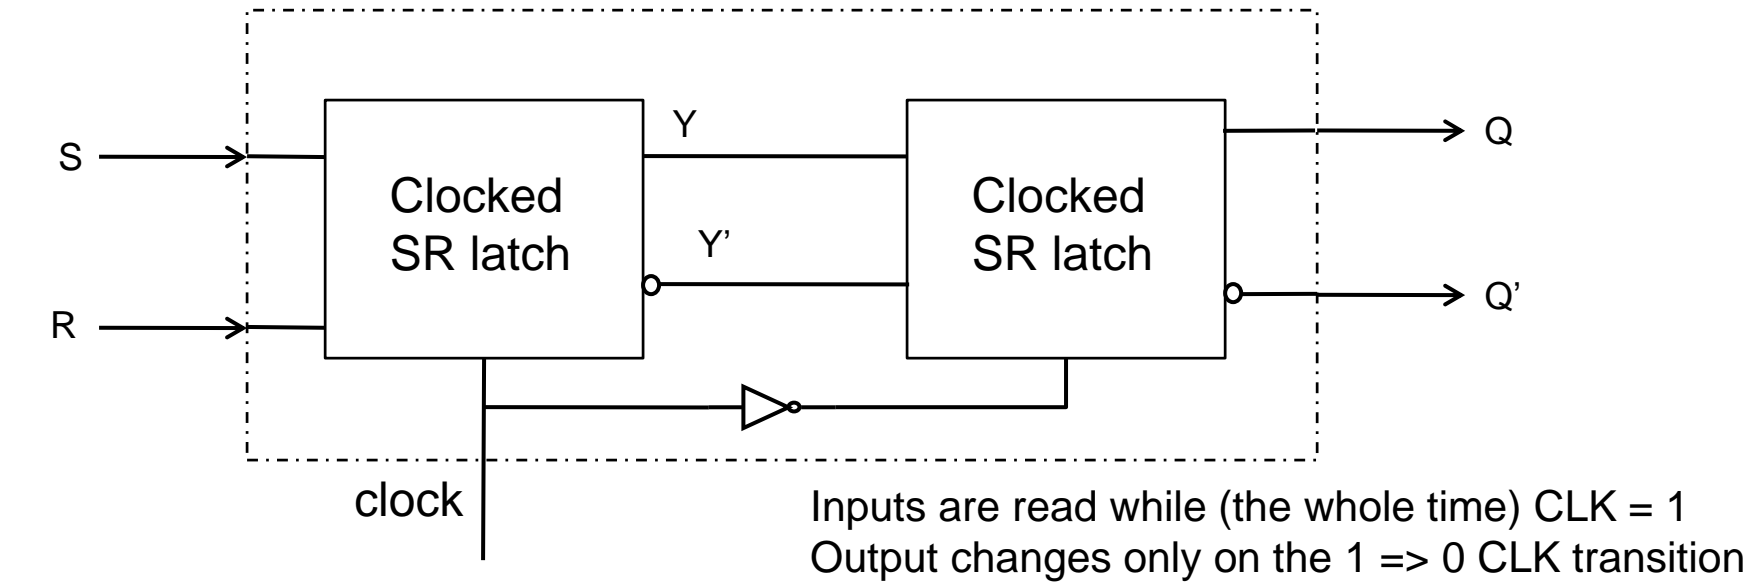 S
R
Clocked
SR latch
Y
Y’
Clocked
SR latch
Q
Q’
clock
Inputs are read while (the whole time) CLK = 1
Output changes only on the 1 => 0 CLK transition